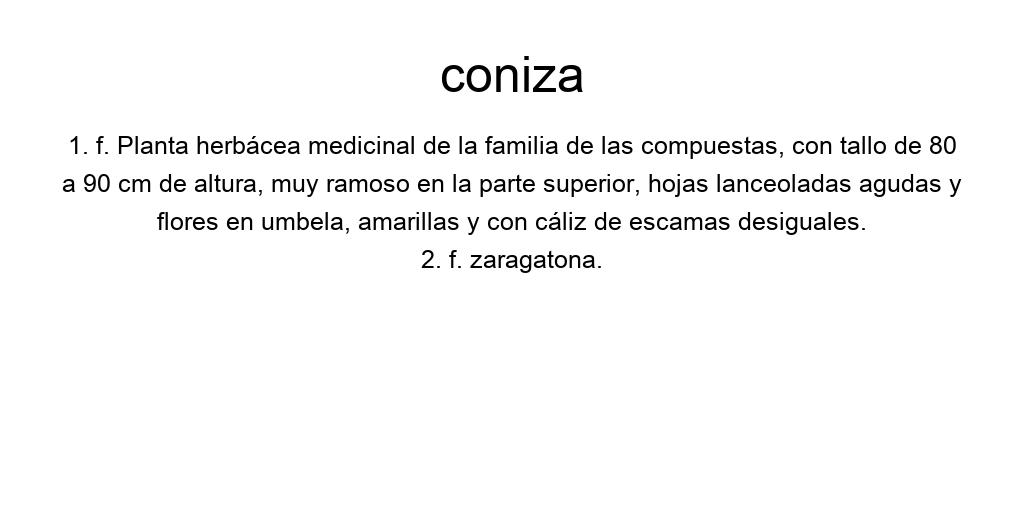 coniza
1. f. Planta herbácea medicinal de la familia de las compuestas, con tallo de 80
a 90 cm de altura, muy ramoso en la parte superior, hojas lanceoladas agudas y
flores en umbela, amarillas y con cáliz de escamas desiguales.
2. f. zaragatona.